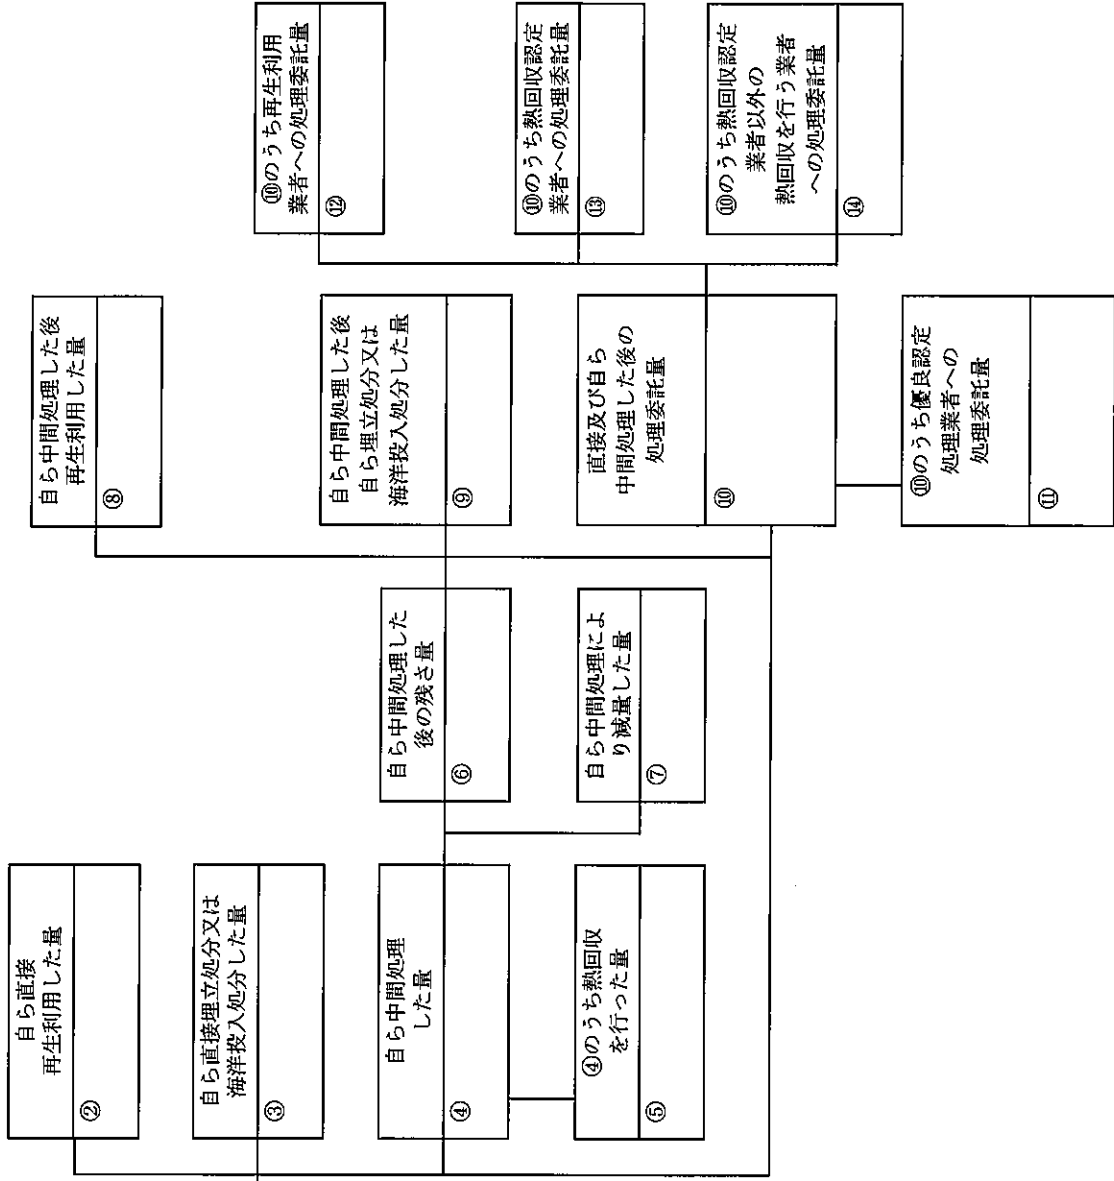 自ら直接
再生利用した量
②
自ら直接埋立処分又は
海洋投入処分した量
③
自ら中間処理
した量
④
④のうち熱回収
を行った量
⑤
自ら中間処理した
後の残さ量
⑥
自ら中間処理によ
り減量した量
⑦
自ら中間処理した後
再生利用した量
⑧
自ら中間処理した後
自ら埋立処分又は
海洋投入処分した量
⑨
直接及び自ら
中間処理した後の
処理委託量
⑩
⑩のうち優良認定
処理業者への
処理委託量
⑪
⑩のうち再生利用
業者への処理委託量
⑫
⑩のうち熱回収認定
業者への処理委託量
⑬
⑩のうち熱回収認定
業者以外の
熱回収を行う業者
への処理委託量
⑭